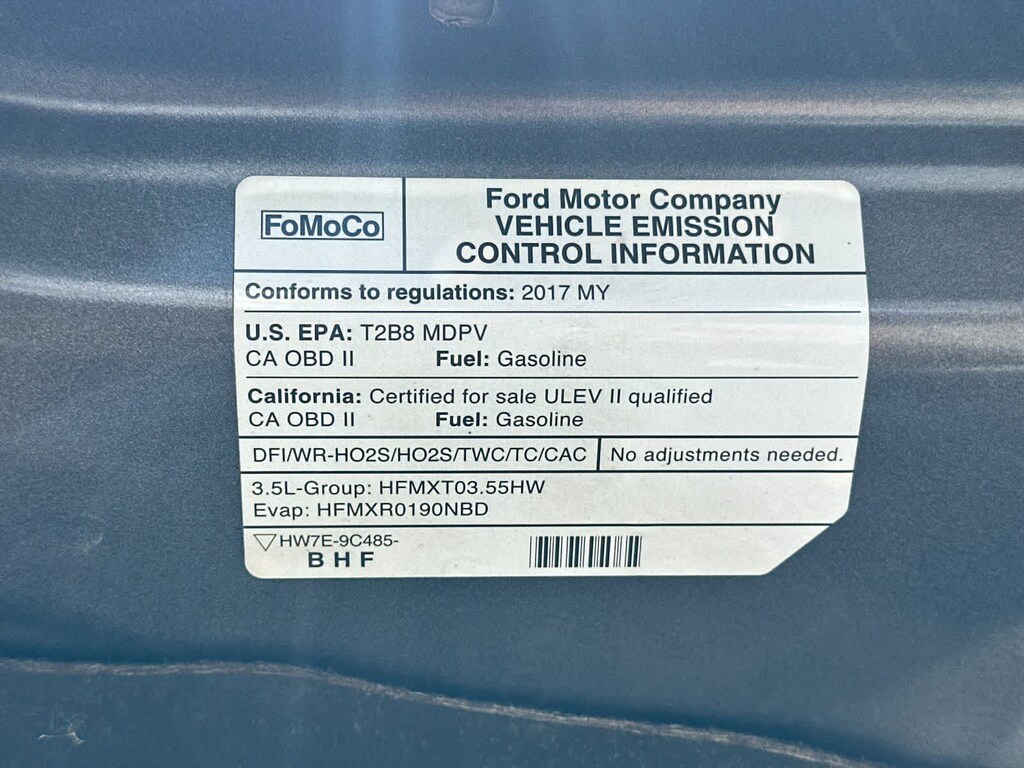 FoMoCo
Ford Motor Company
VEHICLE EMISSION
CONTROL INFORMATION
Conforms to regulations: 2017 MY
U.S. EPA: T2B8 MDPV
CA OBD II Fuel: Gasoline
California: Certified for sale ULEV II qualified
CA OBD II Fuel: Gasoline
DFI/WR-HO2S/HO2S/TWC/TC/CAC No adjustments needed.
3.5L-Group: HFMXT03.55HW
Evap: HFMXR0190NBD
HW7E-9C485-
B H F